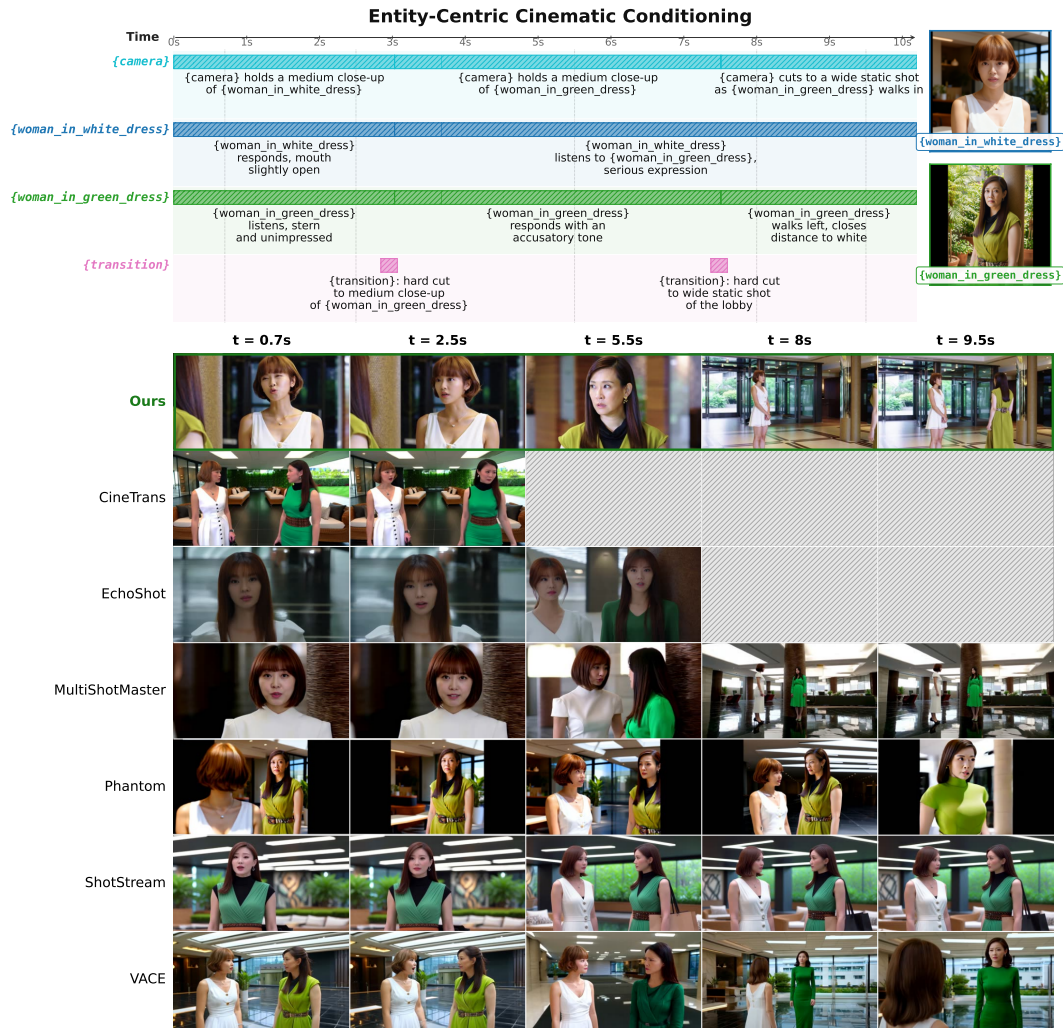 Entity-Centric Cinematic Conditioning
Time
0s 1s 2s 3s 4s 5s 6s 7s 8s 9s 10s
{camera}
{camera} holds a medium close-up
of {woman_in_white_dress}
{camera} holds a medium close-up
of {woman_in_green_dress}
{camera} cuts to a wide static shot
as {woman_in_green_dress} walks in
{woman_in_white_dress}
{woman_in_white_dress}
responds, mouth
slightly open
{woman_in_white_dress}
listens to {woman_in_green_dress},
serious expression
{woman_in_white_dress}
{woman_in_green_dress}
{woman_in_green_dress}
listens, stern
and unimpressed
{woman_in_green_dress}
responds with an
accusatory tone
{woman_in_green_dress}
walks left, closes
distance to white
{woman_in_green_dress}
{transition}
{transition}: hard cut
to medium close-up
of {woman_in_green_dress}
{transition}: hard cut
to wide static shot
of the lobby
t = 0.7s t = 2.5s t = 5.5s t = 8s t = 9.5s
Ours
CineTrans
EchoShot
MultiShotMaster
Phantom
ShotStream
VACE